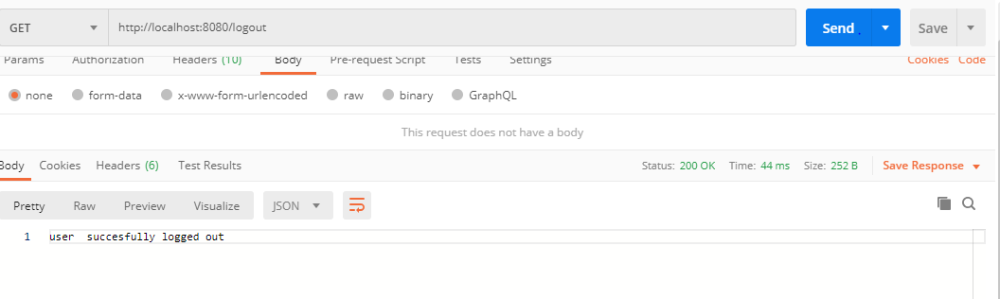 GET http://localhost:8080/logout Send Save
Params Authorization Headers (10) Body Pre-request Script Tests Settings Cookies Code
none form-data x-www-form-urlencoded raw binary GraphQL
This request does not have a body
Body Cookies Headers (6) Test Results Status: 200 OK Time: 44 ms Size: 252 B Save Response
Pretty Raw Preview Visualize JSON
1 user  succesfully logged out